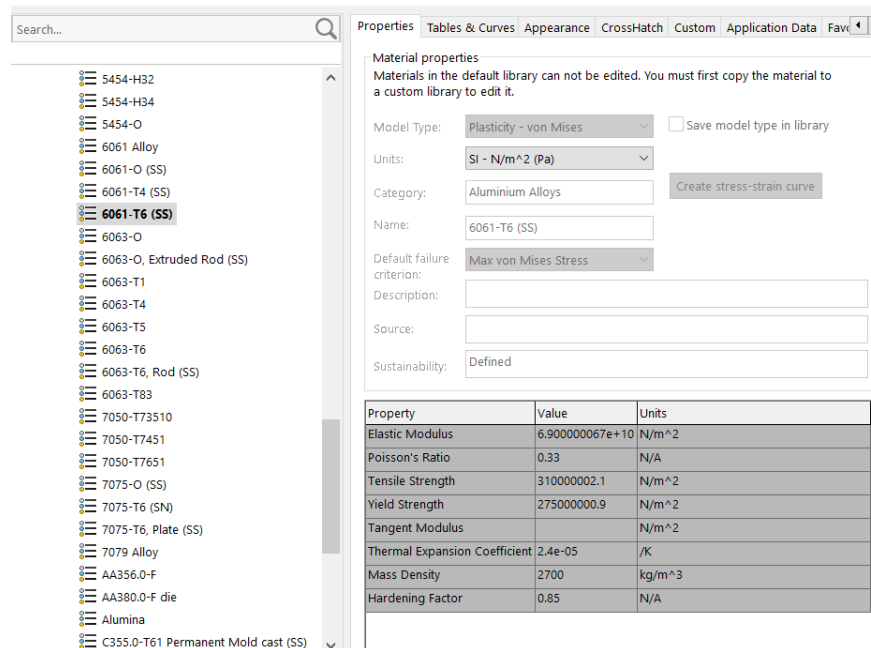 Search...
5454-H32
5454-H34
5454-O
6061 Alloy
6061-O (SS)
6061-T4 (SS)
6061-T6 (SS)
6063-O
6063-O, Extruded Rod (SS)
6063-T1
6063-T4
6063-T5
6063-T6
6063-T6, Rod (SS)
6063-T83
7050-T73510
7050-T7451
7050-T7651
7075-O (SS)
7075-T6 (SN)
7075-T6, Plate (SS)
7079 Alloy
AA356.0-F
AA380.0-F die
Alumina
C355.0-T61 Permanent Mold cast (SS)
Properties Tables & Curves Appearance CrossHatch Custom Application Data
Material properties
Materials in the default library can not be edited. You must first copy the material to
a custom library to edit it.
Model Type: Plasticity - von Mises Save model type in library
Units: SI - N/m^2 (Pa)
Category: Aluminium Alloys Create stress-strain curve
Name: 6061-T6 (SS)
Default failure
criterion: Max von Mises Stress
Description:
Source:
Sustainability: Defined
Property Value Units
Elastic Modulus 6.900000067e+10 N/m^2
Poisson's Ratio 0.33 N/A
Tensile Strength 310000002.1 N/m^2
Yield Strength 275000000.9 N/m^2
Tangent Modulus N/m^2
Thermal Expansion Coefficient 2.4e-05 /K
Mass Density 2700 kg/m^3
Hardening Factor 0.85 N/A